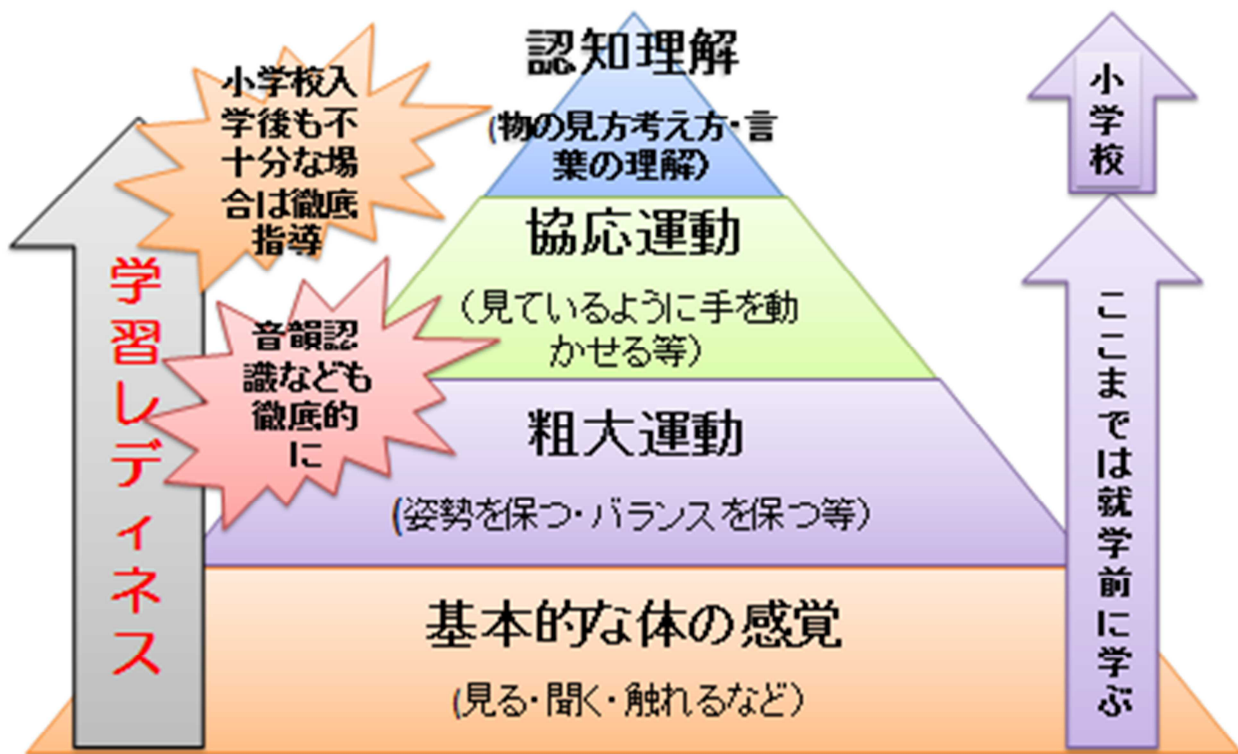 認知理解
(物の見方考え方・言
葉の理解)
協応運動
（見ているように手を動
かせる等）
粗大運動
(姿勢を保つ・バランスを保つ等）
基本的な体の感覚
(見る・聞く・触れるなど）
小学校入
学後も不
十分な場
合は徹底
指導
音韻認
識なども
徹底的
に
学習レディネス
小学校
ここまでは就学前に学ぶ